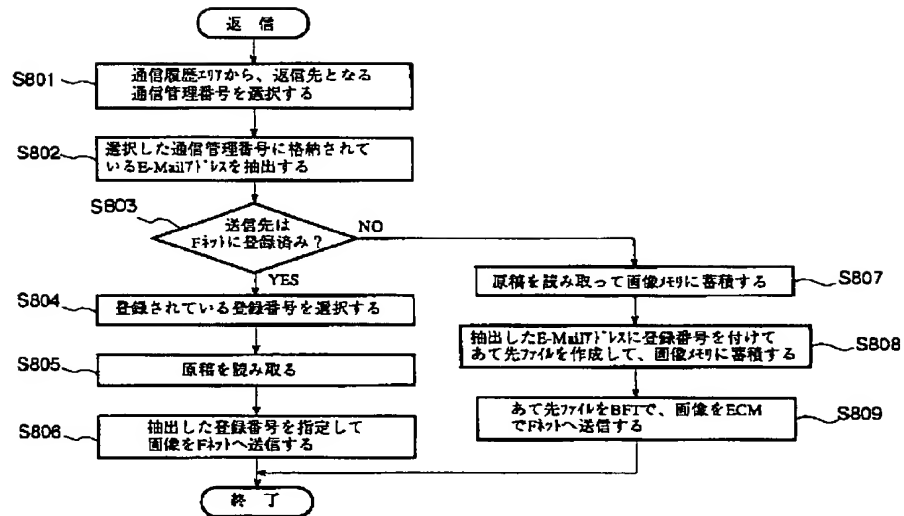 返 信
S801
通信履歴エリアから、返信先となる
通信管理番号を選択する
S802
選択した通信管理番号に格納されて
いるE-Mailアドレスを抽出する
S803
送信先は
Fネットに登録済み？
NO
YES
S804
登録されている登録番号を選択する
S805
原稿を読み取る
S806
抽出した登録番号を指定して
画像をFネットへ送信する
原稿を読み取って画像メモリに蓄積する
S807
抽出したE-Mailアドレスに登録番号を付けて
あて先ファイルを作成して、画像メモリに蓄積する
S808
あて先ファイルをBFTで、画像をECM
でFネットへ送信する
S809
終 了